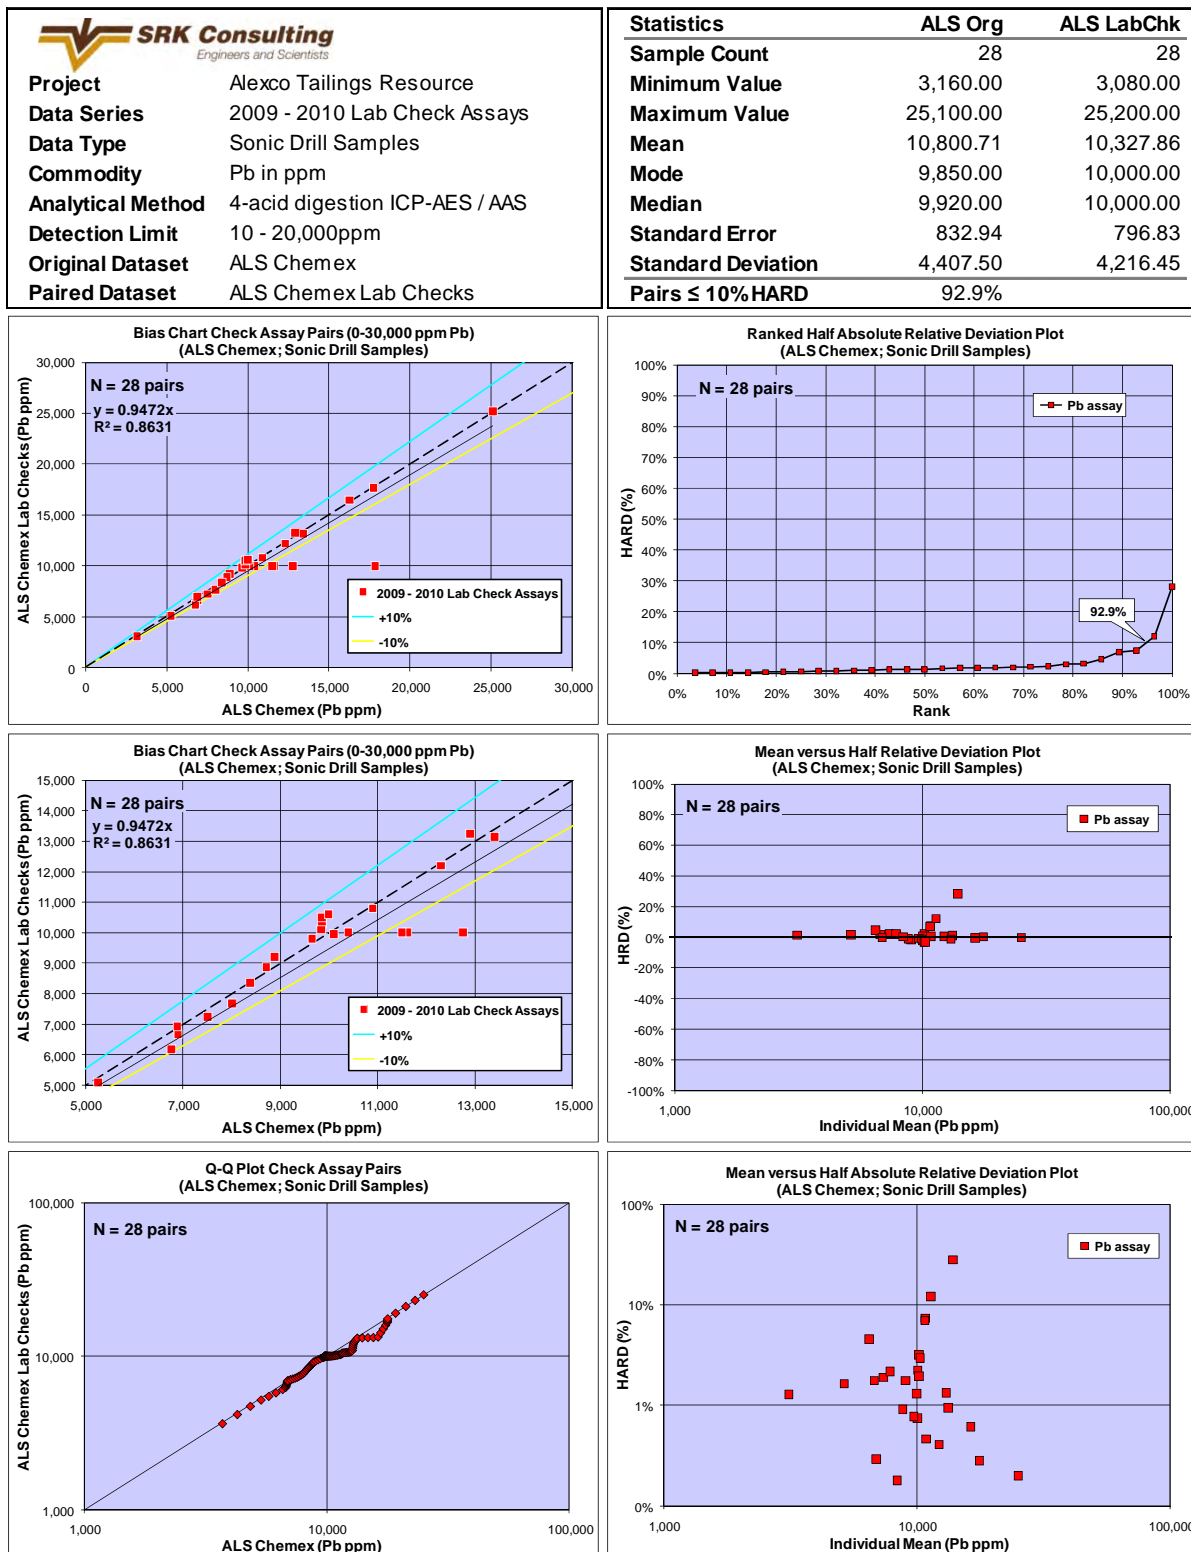 SRK Consulting
Engineers and Scientists
Project Alexco Tailings Resource
Data Series 2009 - 2010 Lab Check Assays
Data Type Sonic Drill Samples
Commodity Pb in ppm
Analytical Method 4-acid digestion ICP-AES / AAS
Detection Limit 10 - 20,000ppm
Original Dataset ALS Chemex
Paired Dataset ALS Chemex Lab Checks
Statistics ALS Org ALS LabChk
Sample Count 28 28
Minimum Value 3,160.00 3,080.00
Maximum Value 25,100.00 25,200.00
Mean 10,800.71 10,327.86
Mode 9,850.00 10,000.00
Median 9,920.00 10,000.00
Standard Error 832.94 796.83
Standard Deviation 4,407.50 4,216.45
Pairs ≤ 10% HARD 92.9%
Bias Chart Check Assay Pairs (0-30,000 ppm Pb)
(ALS Chemex; Sonic Drill Samples)
N = 28 pairs
y = 0.9472x
R² = 0.8631
30,000
25,000
20,000
15,000
10,000
5,000
0
ALS Chemex Lab Checks (Pb ppm)
2009 - 2010 Lab Check Assays
+10%
-10%
0 5,000 10,000 15,000 20,000 25,000 30,000
ALS Chemex (Pb ppm)
Ranked Half Absolute Relative Deviation Plot
(ALS Chemex; Sonic Drill Samples)
N = 28 pairs
Pb assay
100%
90%
80%
70%
60%
50%
40%
30%
20%
10%
0%
HARD (%)
92.9%
0% 10% 20% 30% 40% 50% 60% 70% 80% 90% 100%
Rank
Bias Chart Check Assay Pairs (0-30,000 ppm Pb)
(ALS Chemex; Sonic Drill Samples)
N = 28 pairs
y = 0.9472x
R² = 0.8631
15,000
14,000
13,000
12,000
11,000
10,000
9,000
8,000
7,000
6,000
5,000
ALS Chemex Lab Checks (Pb ppm)
2009 - 2010 Lab Check Assays
+10%
-10%
5,000 7,000 9,000 11,000 13,000 15,000
ALS Chemex (Pb ppm)
Mean versus Half Relative Deviation Plot
(ALS Chemex; Sonic Drill Samples)
N = 28 pairs
Pb assay
100%
80%
60%
40%
20%
0%
-20%
-40%
-60%
-80%
-100%
HRD (%)
1,000 10,000 100,000
Individual Mean (Pb ppm)
Q-Q Plot Check Assay Pairs
(ALS Chemex; Sonic Drill Samples)
N = 28 pairs
100,000
10,000
1,000
ALS Chemex Lab Checks (Pb ppm)
1,000 10,000 100,000
ALS Chemex (Pb ppm)
Mean versus Half Absolute Relative Deviation Plot
(ALS Chemex; Sonic Drill Samples)
N = 28 pairs
Pb assay
100%
10%
1%
0%
HARD (%)
1,000 10,000 100,000
Individual Mean (Pb ppm)